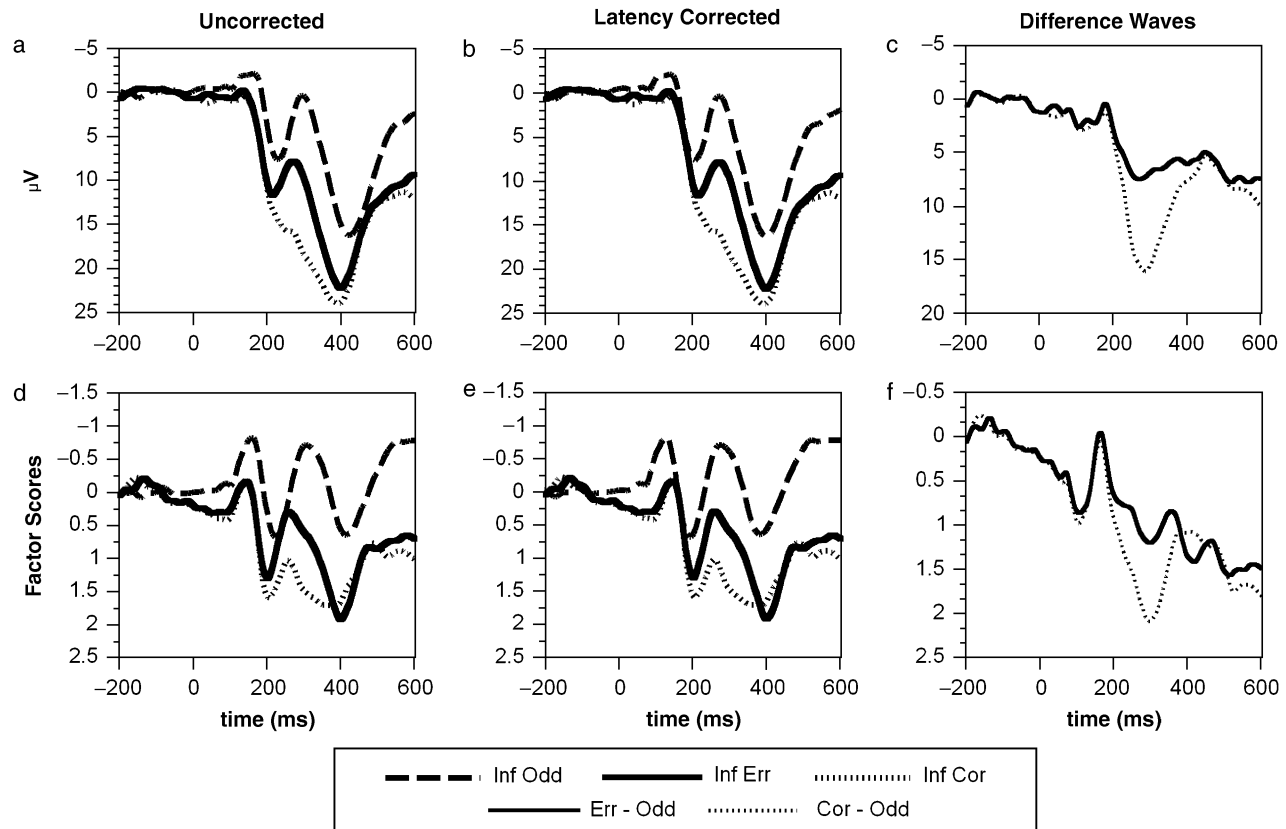 Uncorrected
Latency Corrected
Difference Waves
a
−5
0
5
10
15
20
25
µV
−200 0 200 400 600
b
−5
0
5
10
15
20
25
−200 0 200 400 600
c
−5
0
5
10
15
20
−200 0 200 400 600
d
−1.5
−1
−0.5
0
0.5
1
1.5
2
2.5
Factor Scores
−200 0 200 400 600
time (ms)
e
−1.5
−1
−0.5
0
0.5
1
1.5
2
2.5
−200 0 200 400 600
time (ms)
f
−0.5
0
0.5
1
1.5
2
2.5
−200 0 200 400 600
time (ms)
Inf Odd Inf Err Inf Cor
Err - Odd Cor - Odd